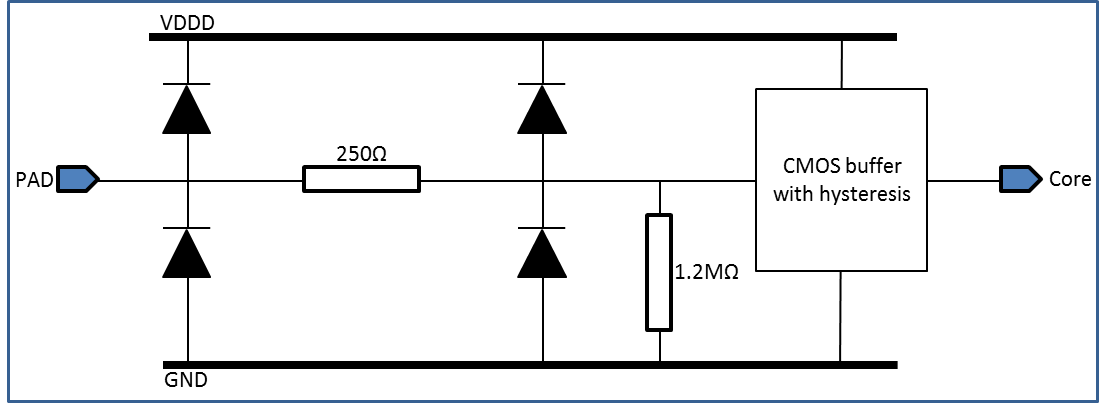 VDDD
250Ω
PAD
CMOS buffer
with hysteresis
Core
1.2MΩ
GND